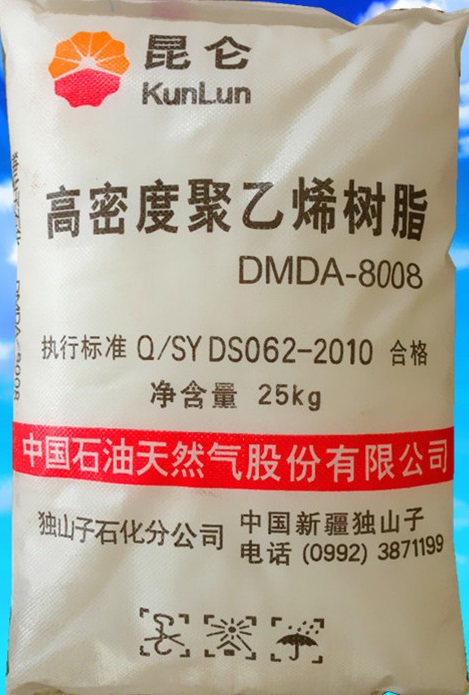 昆仑
KunLun
高密度聚乙烯树脂
DMDA-8008
执行标准 Q/SY DS062-2010 合格
净含量 25kg
中国石油天然气股份有限公司
独山子石化分公司
中国新疆独山子
电话 (0992) 3871199
DMDA-8008